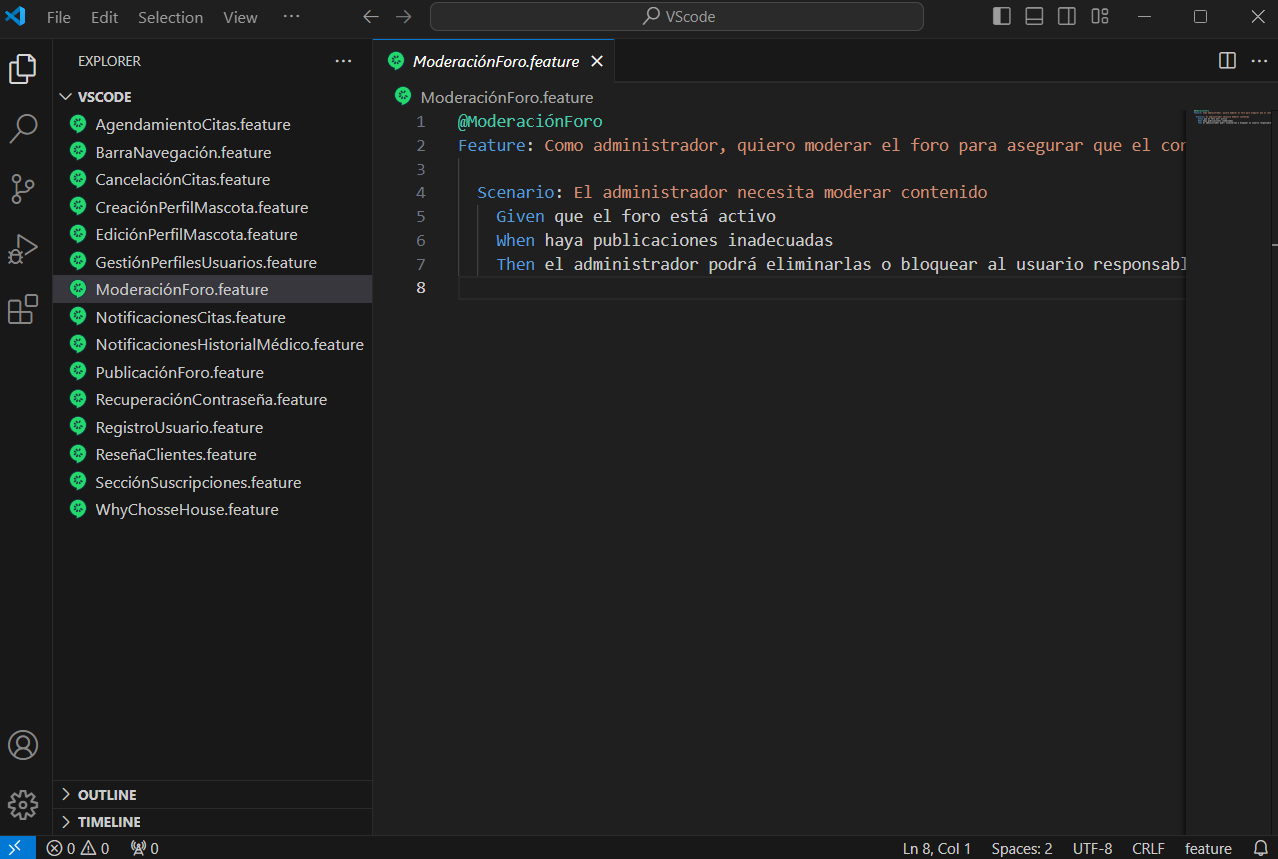 File Edit Selection View ···
VScode
EXPLORER ···
VSCODE
AgendamientoCitas.feature
BarraNavegación.feature
CancelaciónCitas.feature
CreaciónPerfilMascota.feature
EdiciónPerfilMascota.feature
GestiónPerfilesUsuarios.feature
ModeraciónForo.feature
NotificacionesCitas.feature
NotificacionesHistorialMédico.feature
PublicaciónForo.feature
RecuperaciónContraseña.feature
RegistroUsuario.feature
ReseñaClientes.feature
SecciónSuscripciones.feature
WhyChosseHouse.feature
OUTLINE
TIMELINE
ModeraciónForo.feature
ModeraciónForo.feature
1 @ModeraciónForo
2 Feature: Como administrador, quiero moderar el foro para asegurar que el con
3
4 Scenario: El administrador necesita moderar contenido
5 Given que el foro está activo
6 When haya publicaciones inadecuadas
7 Then el administrador podrá eliminarlas o bloquear al usuario responsabl
8
0 0 0 Ln 8, Col 1 Spaces: 2 UTF-8 CRLF feature